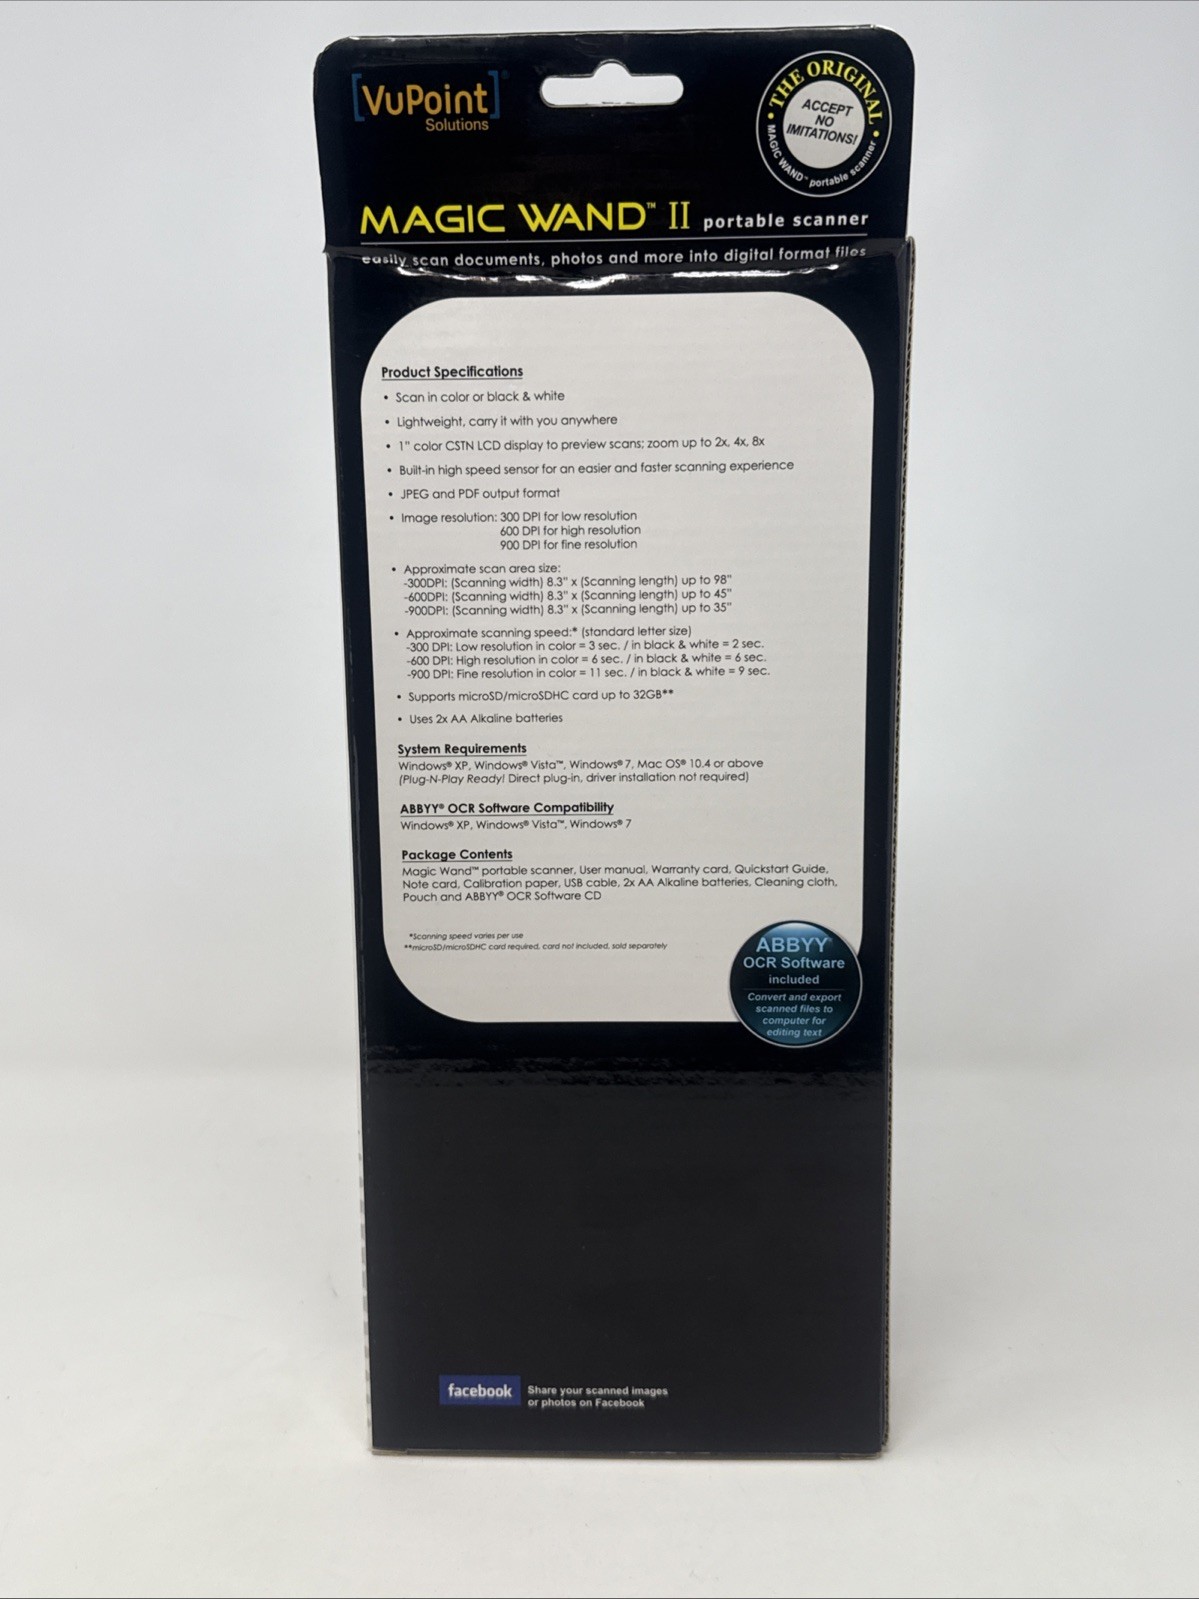 [VuPoint]®
Solutions
THE ORIGINAL
ACCEPT
NO
IMITATIONS!
MAGIC WAND™ portable scanner
MAGIC WAND™ II portable scanner
easily scan documents, photos and more into digital format files
Product Specifications
• Scan in color or black & white
• Lightweight, carry it with you anywhere
• 1" color CSTN LCD display to preview scans; zoom up to 2x, 4x, 8x
• Built-in high speed sensor for an easier and faster scanning experience
• JPEG and PDF output format
• Image resolution: 300 DPI for low resolution
600 DPI for high resolution
900 DPI for fine resolution
• Approximate scan area size:
-300DPI: (Scanning width) 8.3" x (Scanning length) up to 98"
-600DPI: (Scanning width) 8.3" x (Scanning length) up to 45"
-900DPI: (Scanning width) 8.3" x (Scanning length) up to 35"
• Approximate scanning speed:* (standard letter size)
-300 DPI: Low resolution in color = 3 sec. / in black & white = 2 sec.
-600 DPI: High resolution in color = 6 sec. / in black & white = 6 sec.
-900 DPI: Fine resolution in color = 11 sec. / in black & white = 9 sec.
• Supports microSD/microSDHC card up to 32GB**
• Uses 2x AA Alkaline batteries
System Requirements
Windows® XP, Windows® Vista™, Windows® 7, Mac OS® 10.4 or above
(Plug-N-Play Ready! Direct plug-in, driver installation not required)
ABBYY® OCR Software Compatibility
Windows® XP, Windows® Vista™, Windows® 7
Package Contents
Magic Wand™ portable scanner, User manual, Warranty card, Quickstart Guide,
Note card, Calibration paper, USB cable, 2x AA Alkaline batteries, Cleaning cloth,
Pouch and ABBYY® OCR Software CD
*Scanning speed varies per use
**microSD/microSDHC card required, card not included, sold separately
ABBYY®
OCR Software
included
Convert and export
scanned files to
computer for
editing text
facebook
Share your scanned images
or photos on Facebook